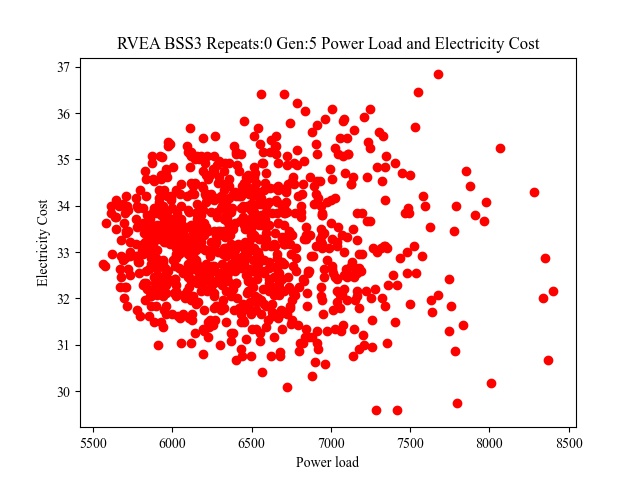 RVEA BSS3 Repeats:0 Gen:5 Power Load and Electricity Cost
37
36
35
34
33
32
31
30
Electricity Cost
5500 6000 6500 7000 7500 8000 8500
Power load